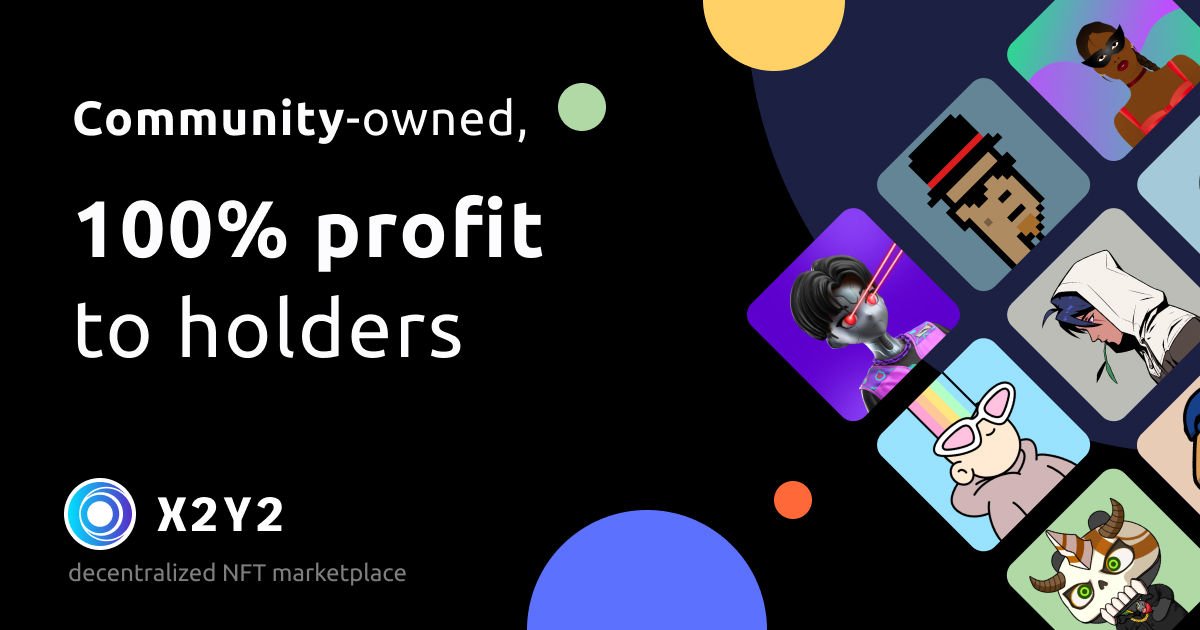 Community-owned,
100% profit
to holders
X2Y2
decentralized NFT marketplace